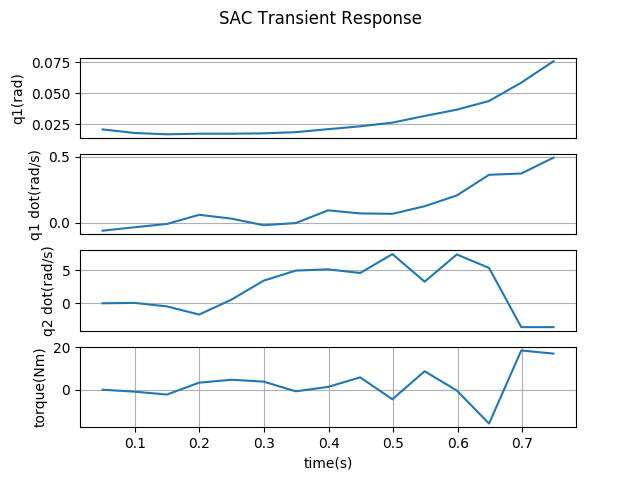 SAC Transient Response
q1(rad)
0.075
0.050
0.025
q1 dot(rad/s)
0.5
0.0
q2 dot(rad/s)
5
0
torque(Nm)
20
0
0.1 0.2 0.3 0.4 0.5 0.6 0.7
time(s)